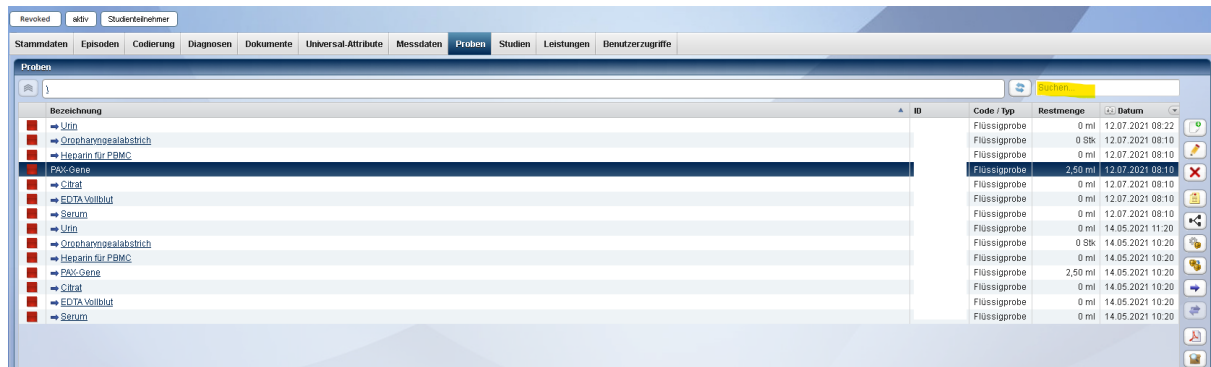 Revoked aktiv Studienteilnehmer
Stammdaten Episoden Codierung Diagnosen Dokumente Universal-Attribute Messdaten Proben Studien Leistungen Benutzerzugriffe
Proben
\ Suchen...
Bezeichnung ID Code / Typ Restmenge Datum
Urin Flüssigprobe 0 ml 12.07.2021 08:22
Oropharyngealabstrich Flüssigprobe 0 Stk 12.07.2021 08:10
Heparin für PBMC Flüssigprobe 0 ml 12.07.2021 08:10
PAX-Gene Flüssigprobe 2,50 ml 12.07.2021 08:10
Citrat Flüssigprobe 0 ml 12.07.2021 08:10
EDTA Vollblut Flüssigprobe 0 ml 12.07.2021 08:10
Serum Flüssigprobe 0 ml 12.07.2021 08:10
Urin Flüssigprobe 0 ml 14.05.2021 11:20
Oropharyngealabstrich Flüssigprobe 0 Stk 14.05.2021 10:20
Heparin für PBMC Flüssigprobe 0 ml 14.05.2021 10:20
PAX-Gene Flüssigprobe 2,50 ml 14.05.2021 10:20
Citrat Flüssigprobe 0 ml 14.05.2021 10:20
EDTA Vollblut Flüssigprobe 0 ml 14.05.2021 10:20
Serum Flüssigprobe 0 ml 14.05.2021 10:20